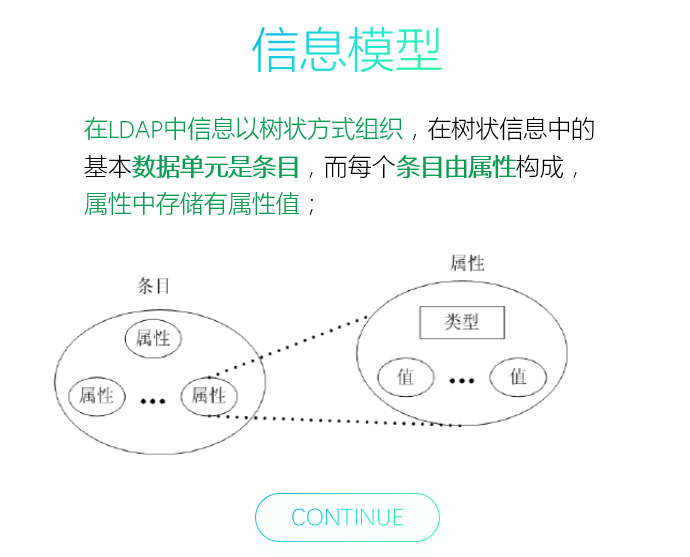 信息模型
在LDAP中信息以树状方式组织，在树状信息中的
基本数据单元是条目，而每个条目由属性构成，
属性中存储有属性值；
条目
属性
属性
属性
•••
属性
类型
值
•••
值
CONTINUE